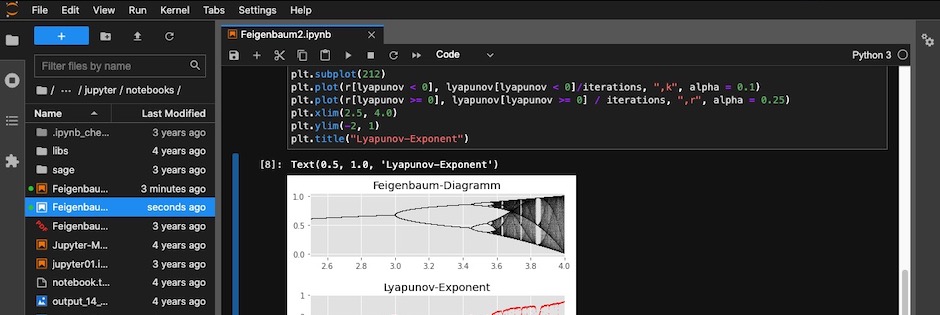 File Edit View Run Kernel Tabs Settings Help
Filter files by name
/ ··· / jupyter / notebooks /
Name Last Modified
.ipynb_che... 3 years ago
libs 4 years ago
sage 3 years ago
Feigenbau... 3 minutes ago
Feigenbau... seconds ago
Feigenbau... 3 years ago
Jupyter-M... 4 years ago
jupyter01.i... 3 years ago
notebook.t... 4 years ago
output_14_... 4 years ago
Feigenbaum2.ipynb
Code
Python 3
plt.subplot(212)
plt.plot(r[lyapunov < 0], lyapunov[lyapunov < 0]/iterations, ",k", alpha = 0.1)
plt.plot(r[lyapunov >= 0], lyapunov[lyapunov >= 0] / iterations, ",r", alpha = 0.25)
plt.xlim(2.5, 4.0)
plt.ylim(-2, 1)
plt.title("Lyapunov-Exponent")
[8]: Text(0.5, 1.0, 'Lyapunov-Exponent')
Feigenbaum-Diagramm
1.0
0.5
0.0
2.6 2.8 3.0 3.2 3.4 3.6 3.8 4.0
Lyapunov-Exponent
1